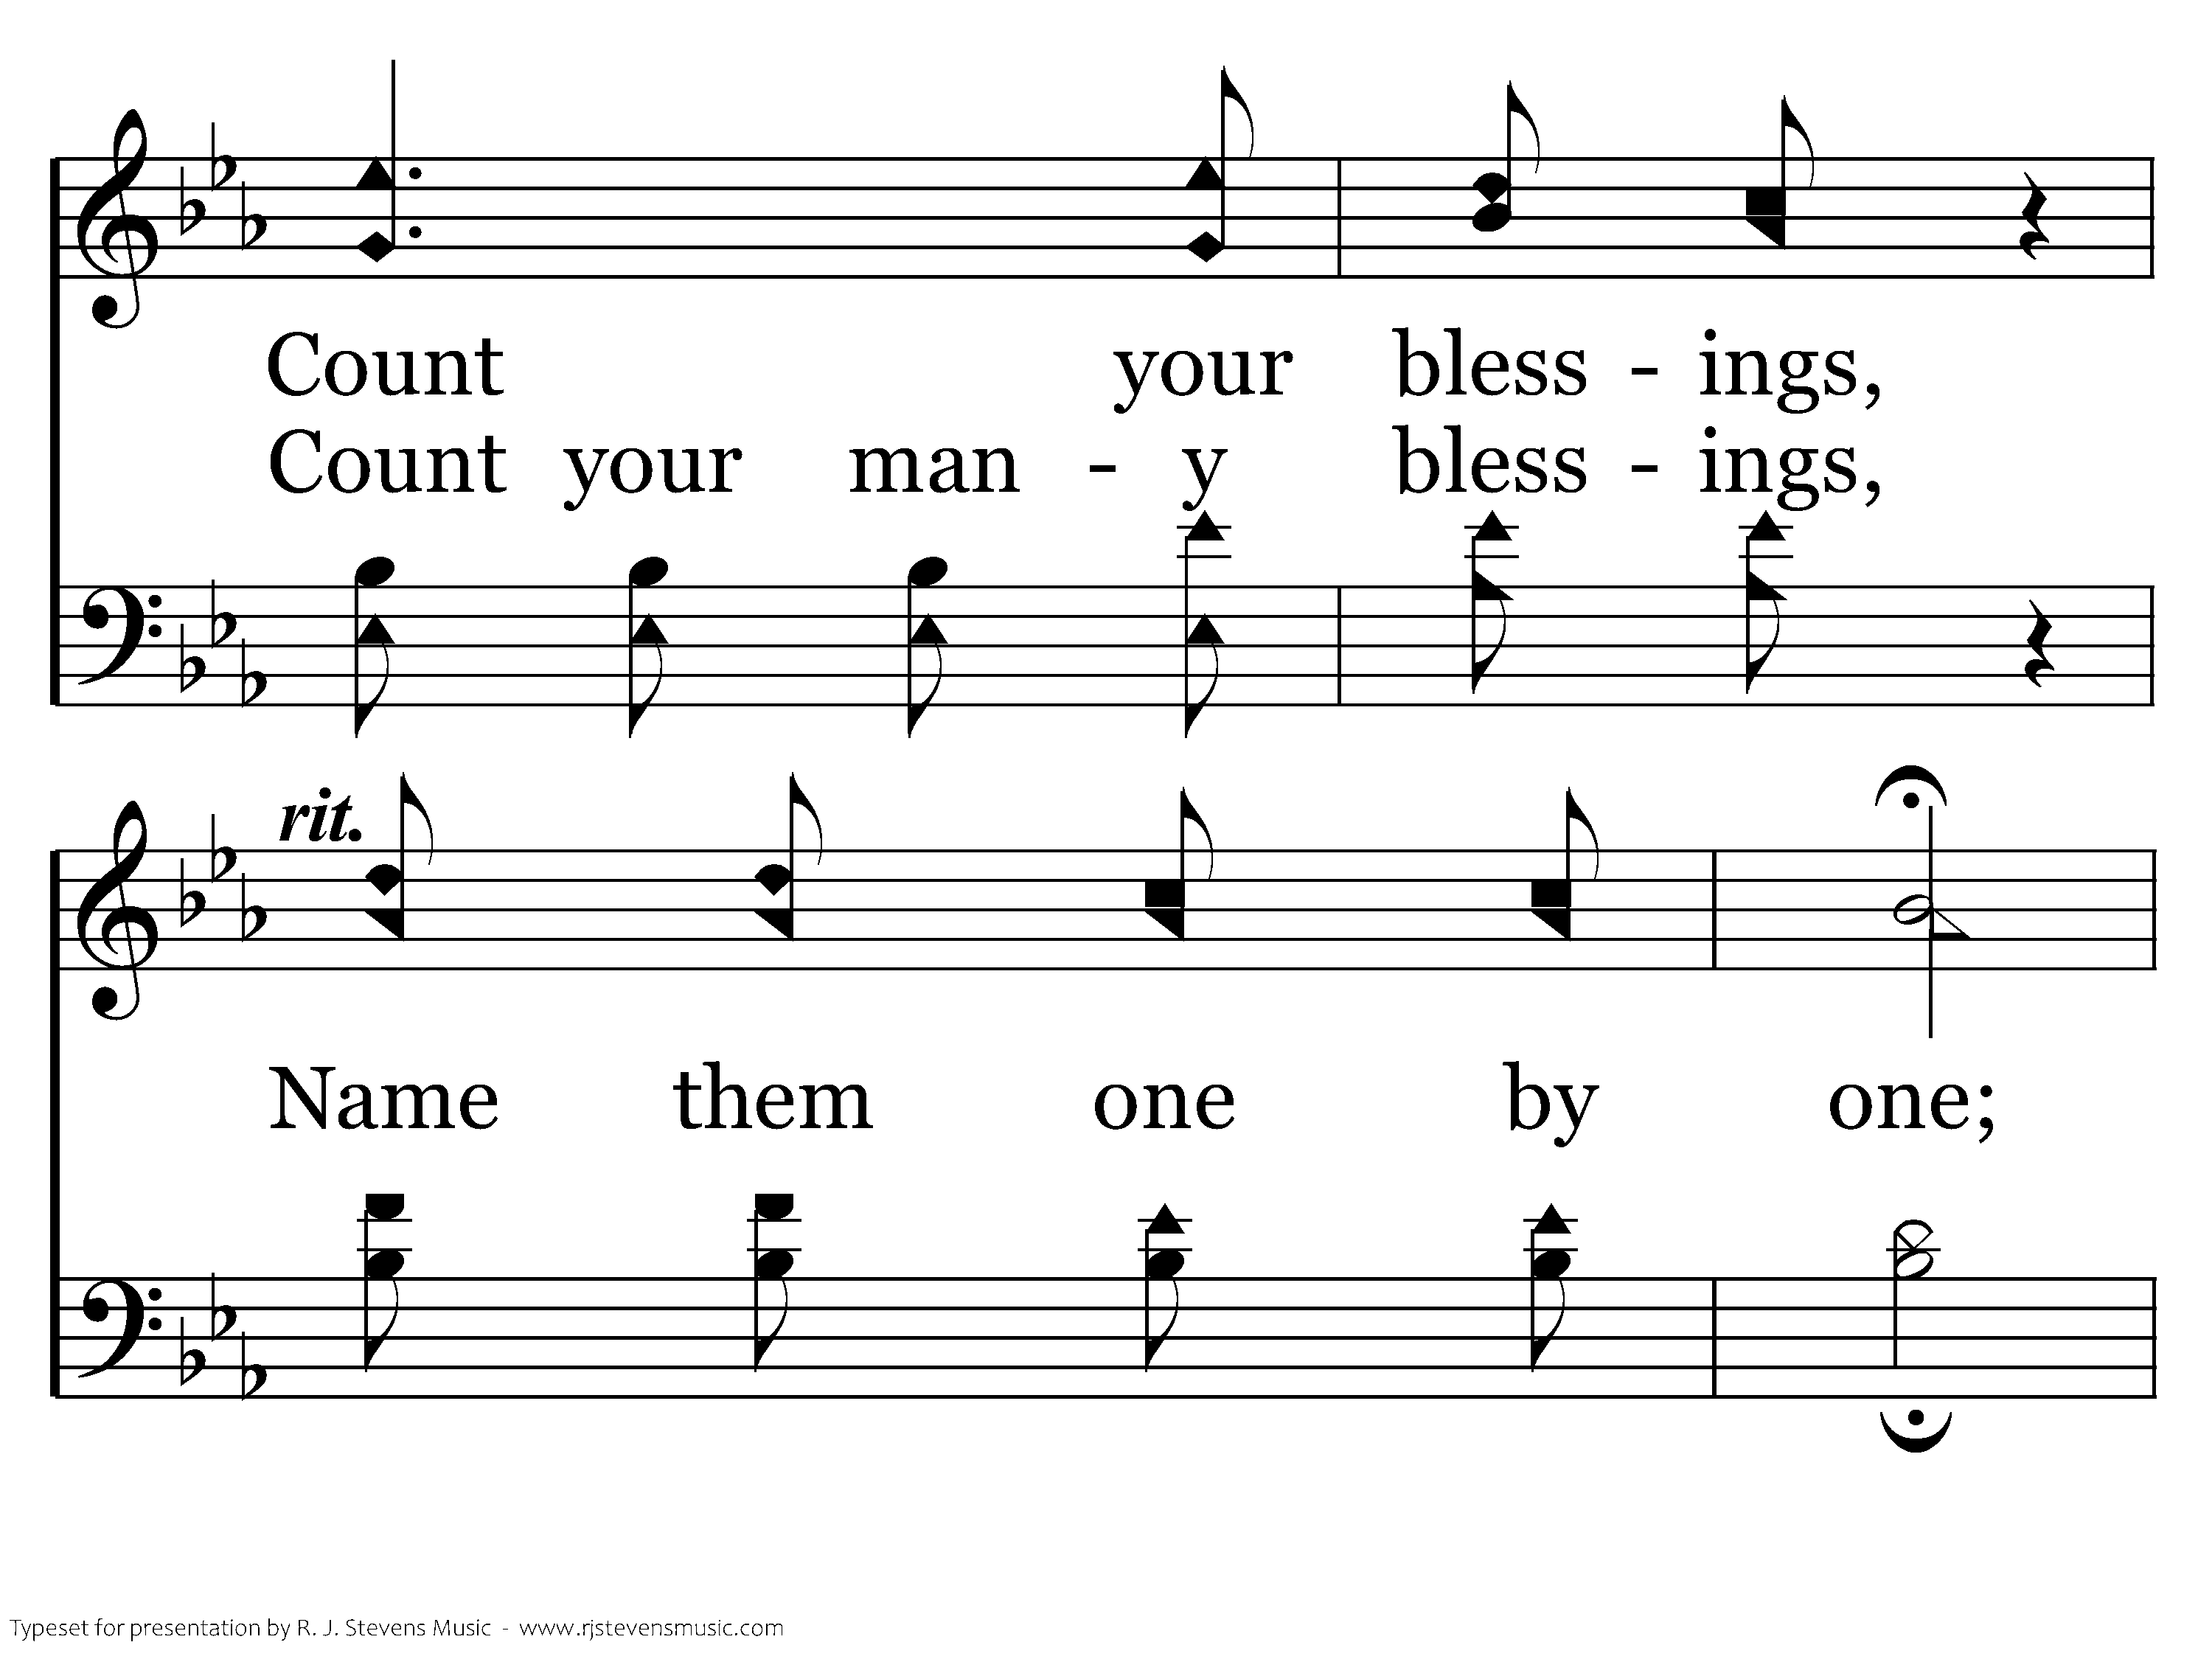 Count your bless - ings,
Count your man - y bless - ings,
rit.
Name them one by one;
Typeset for presentation by R. J. Stevens Music - www.rjstevensmusic.com